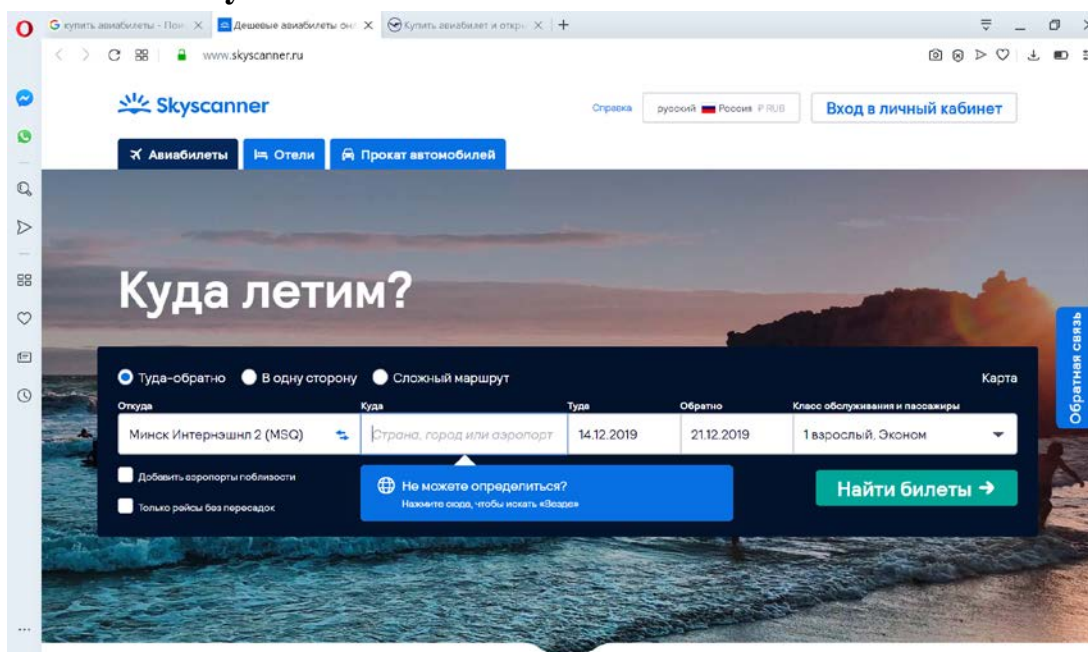 купить авиабилеты - Пои
Дешевые авиабилеты он
Купить авиабилет и откр
www.skyscanner.ru
Skyscanner
Справка
русский Россия ₽ RUB
Вход в личный кабинет
Авиабилеты
Отели
Прокат автомобилей
Куда летим?
Обратная связь
Туда-обратно В одну сторону Сложный маршрут
Карта
Откуда Куда Туда Обратно Класс обслуживания и пассажиры
Минск Интернэшнл 2 (MSQ) Страна, город или аэропорт 14.12.2019 21.12.2019 1 взрослый, Эконом
Добавить аэропорты поблизости
Не можете определиться?
Нажмите сюда, чтобы искать «Везде»
Найти билеты →
Только рейсы без пересадок